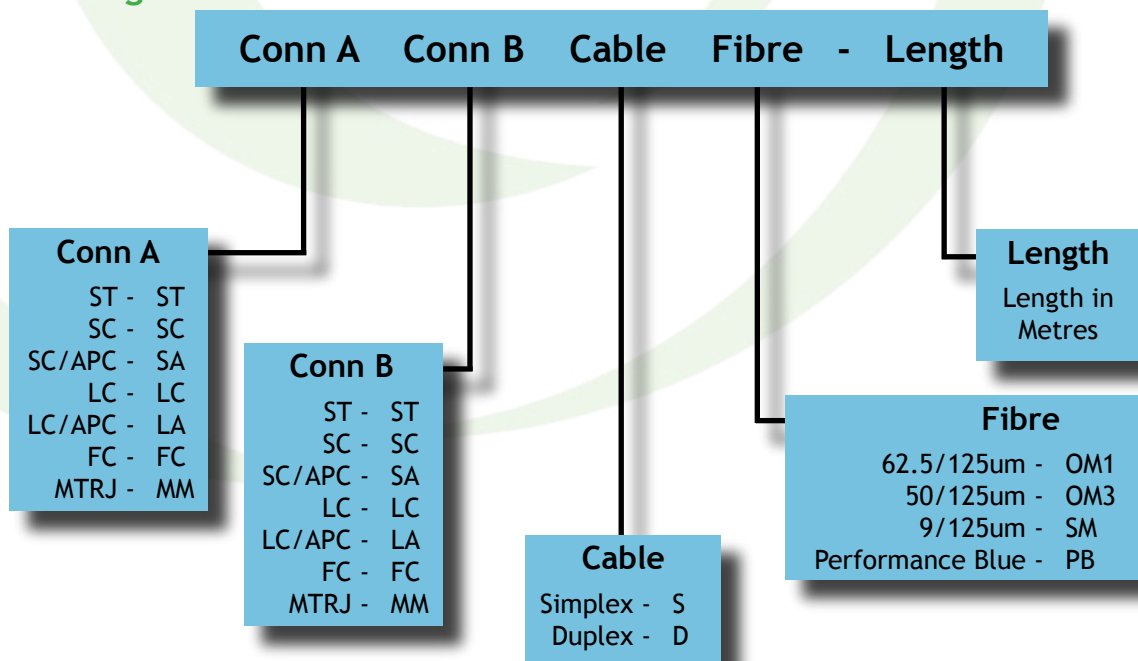 Conn A Conn B Cable Fibre - Length
Conn A
ST - ST
SC - SC
SC/APC - SA
LC - LC
LC/APC - LA
FC - FC
MTRJ - MM
Conn B
ST - ST
SC - SC
SC/APC - SA
LC - LC
LC/APC - LA
FC - FC
MTRJ - MM
Cable
Simplex - S
Duplex - D
Fibre
62.5/125um - OM1
50/125um - OM3
9/125um - SM
Performance Blue - PB
Length
Length in
Metres